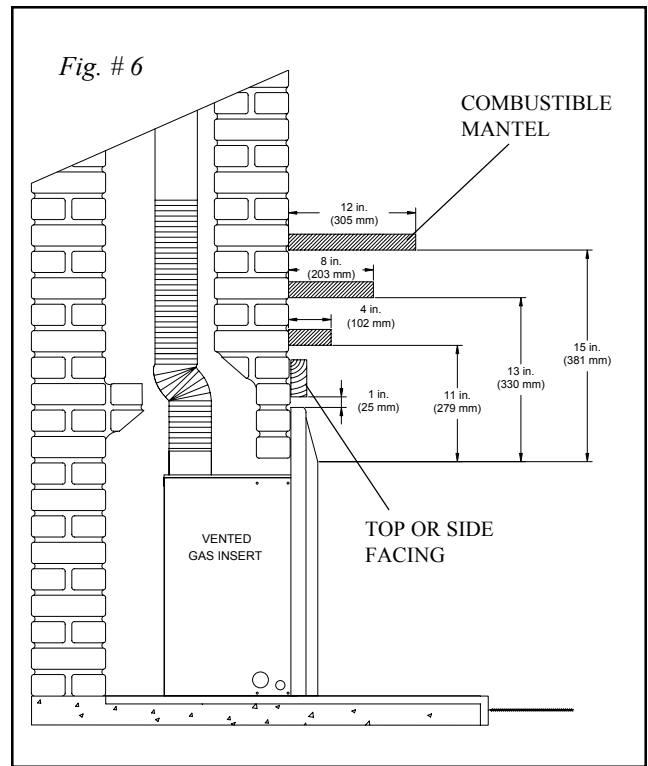 Fig. # 6
COMBUSTIBLE
MANTEL
12 in.
(305 mm)
8 in.
(203 mm)
4 in.
(102 mm)
1 in.
(25 mm)
11 in.
(279 mm)
13 in.
(330 mm)
15 in.
(381 mm)
VENTED
GAS INSERT
TOP OR SIDE
FACING